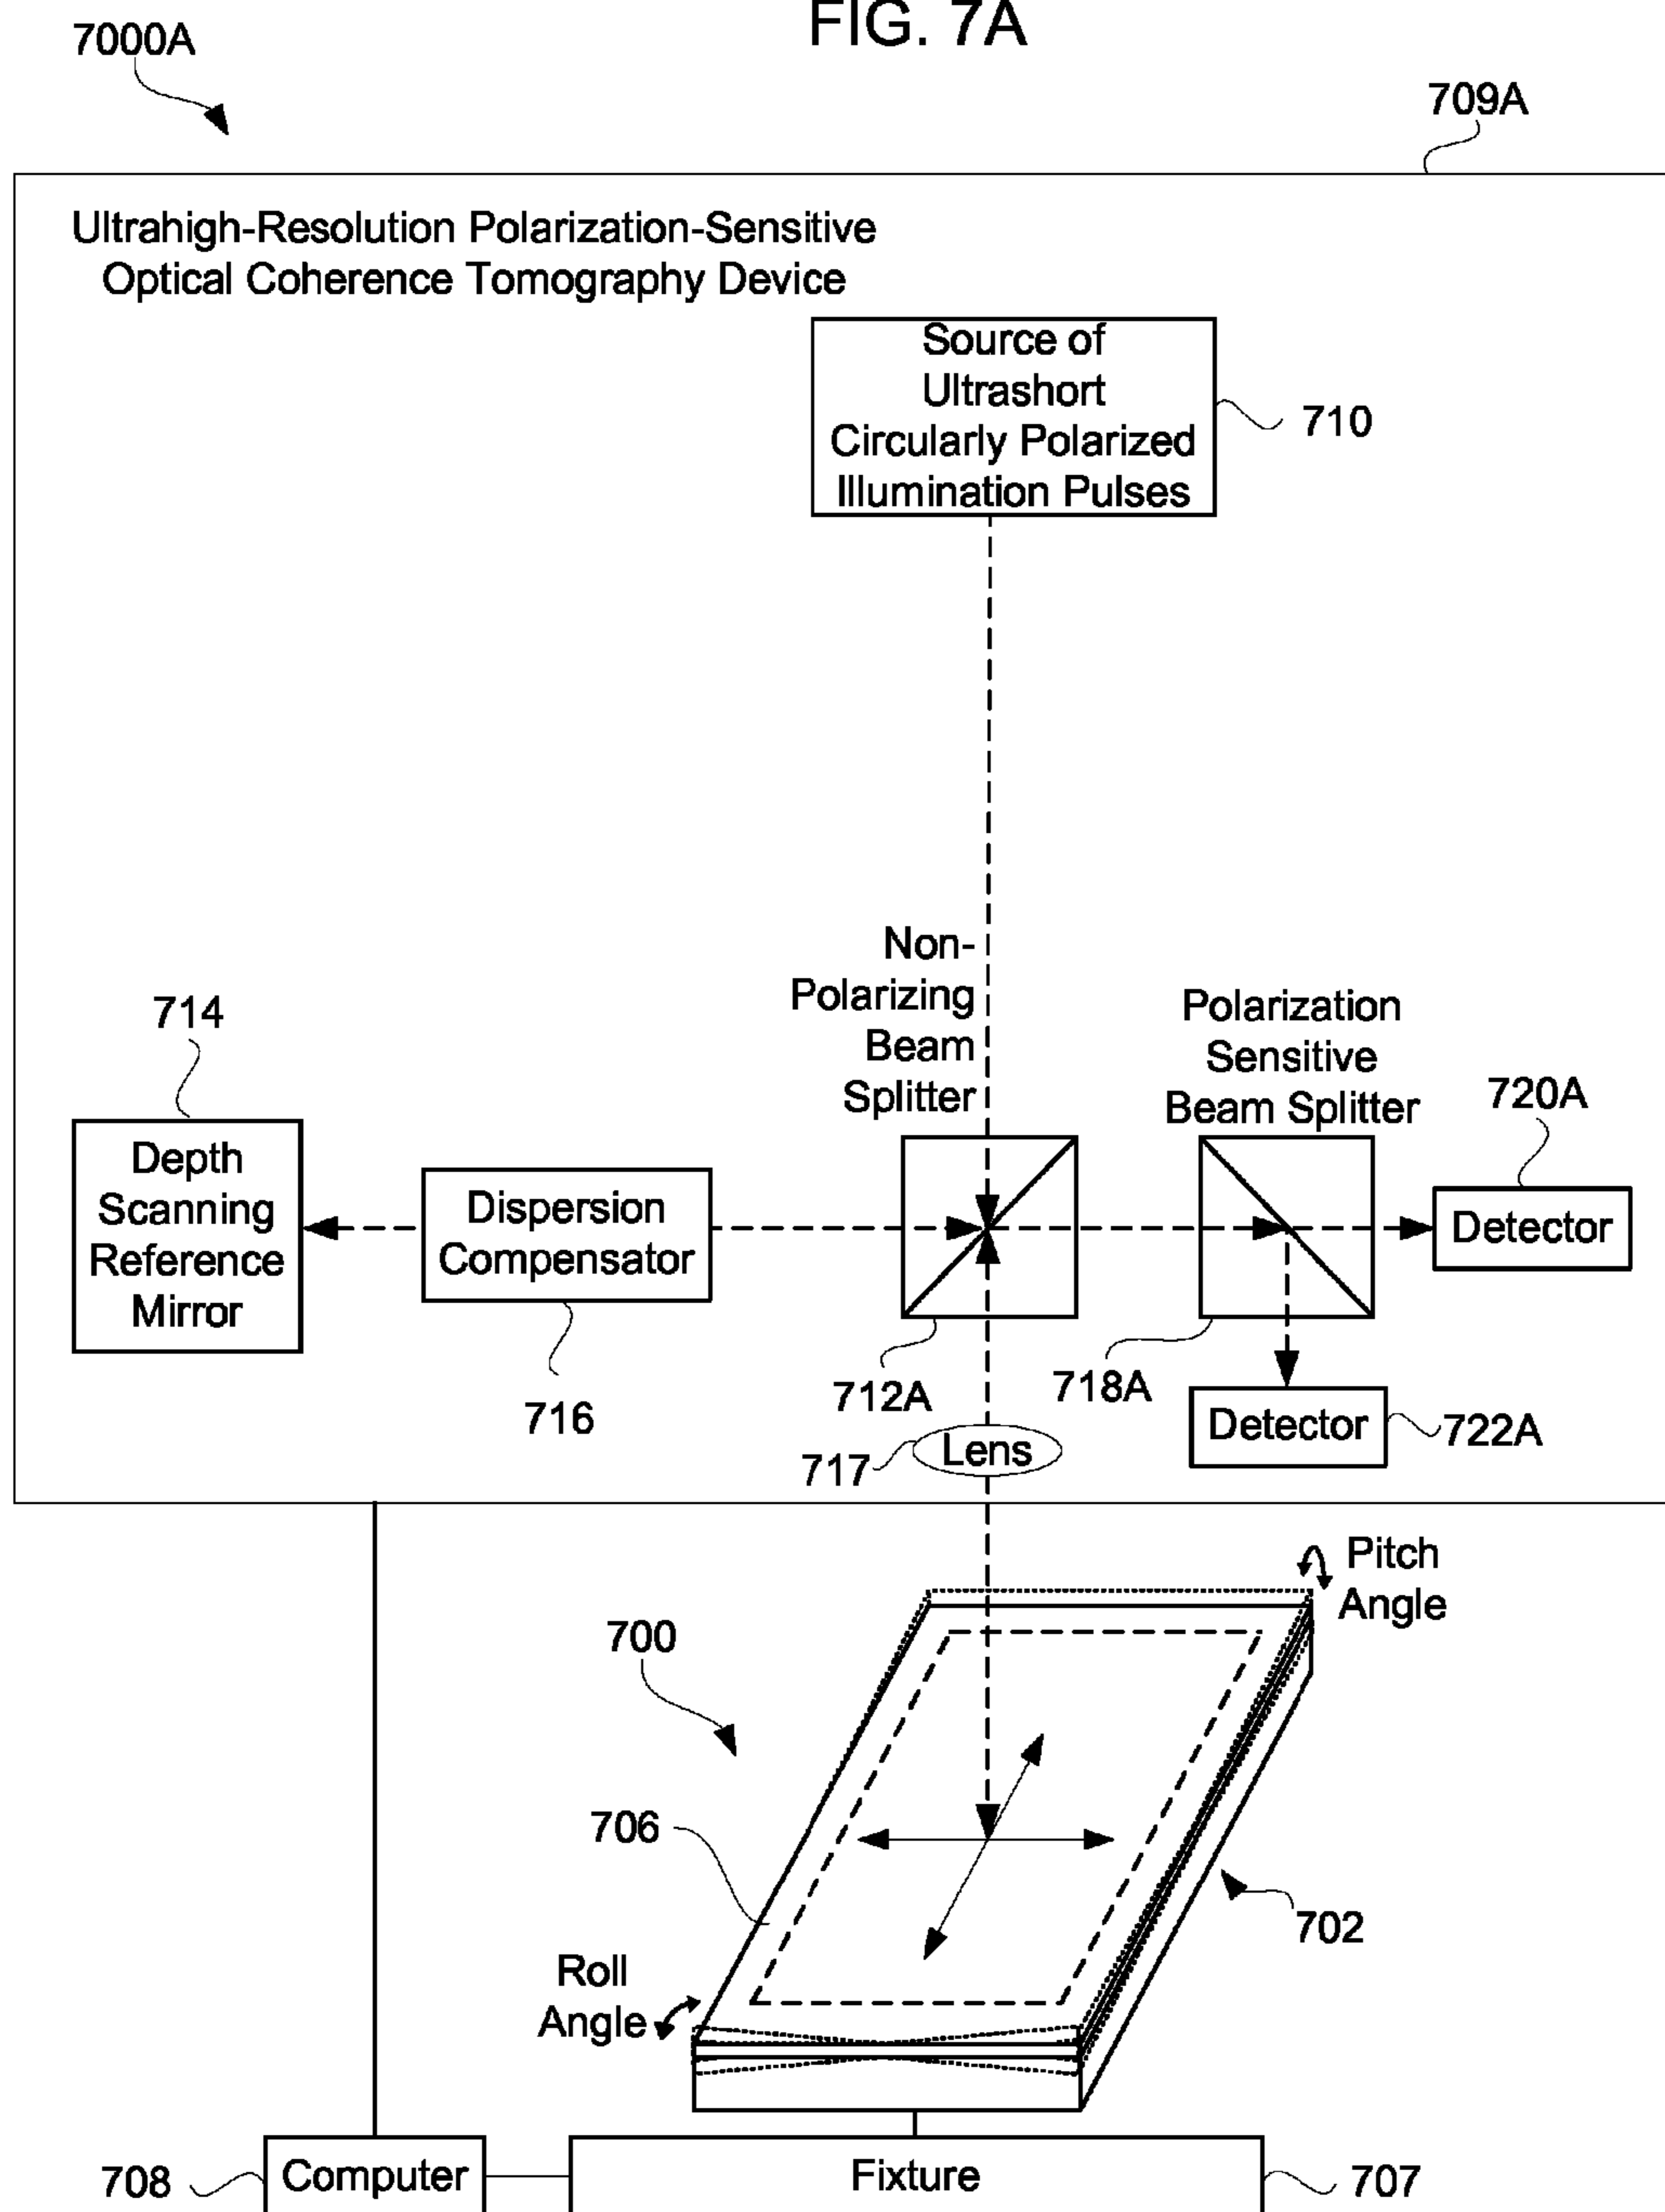 FIG. 7A
7000A
709A
Ultrahigh-Resolution Polarization-Sensitive
Optical Coherence Tomography Device
Source of
Ultrashort
Circularly Polarized
Illumination Pulses
710
Non-
Polarizing
Beam
Splitter
Polarization
Sensitive
Beam Splitter
714
720A
Depth
Scanning
Reference
Mirror
Dispersion
Compensator
Detector
716
712A
718A
Detector
722A
717
Lens
Pitch
Angle
700
706
702
Roll
Angle
708
Computer
Fixture
707